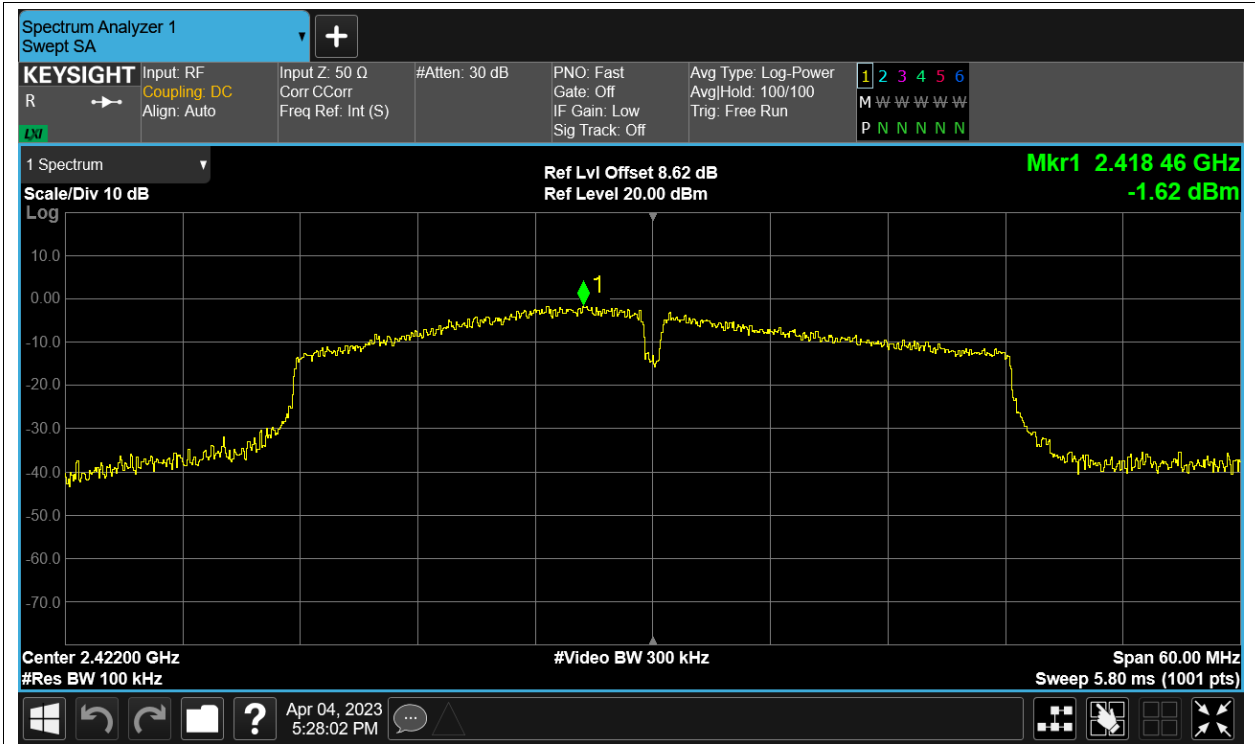 Spectrum Analyzer 1
Swept SA
KEYSIGHT
R
LXI
Input: RF
Coupling: DC
Align: Auto
Input Z: 50 Ω
Corr CCorr
Freq Ref: Int (S)
#Atten: 30 dB
PNO: Fast
Gate: Off
IF Gain: Low
Sig Track: Off
Avg Type: Log-Power
Avg|Hold: 100/100
Trig: Free Run
1 2 3 4 5 6
M W W W W W
P N N N N N
1 Spectrum
Scale/Div 10 dB
Log
Ref Lvl Offset 8.62 dB
Ref Level 20.00 dBm
Mkr1 2.418 46 GHz
-1.62 dBm
1
10.0
0.00
-10.0
-20.0
-30.0
-40.0
-50.0
-60.0
-70.0
Center 2.42200 GHz
#Res BW 100 kHz
#Video BW 300 kHz
Span 60.00 MHz
Sweep 5.80 ms (1001 pts)
?
Apr 04, 2023
5:28:02 PM